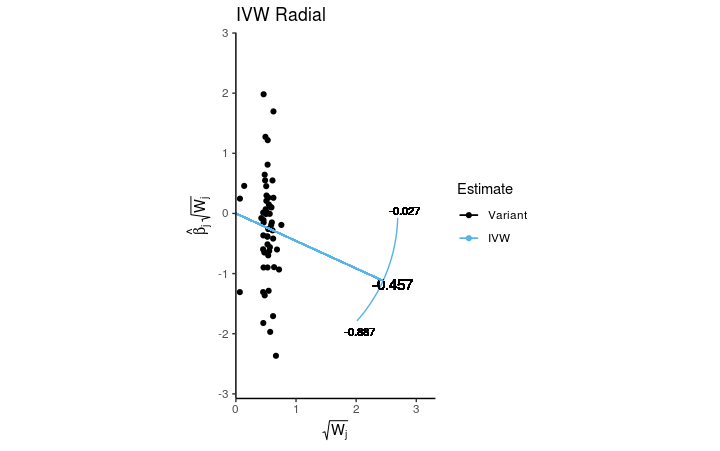 IVW Radial
3
2
1
0
-1
-2
-3
β̂j√Wj
0
1
2
3
√Wj
-0.027
-0.457
-0.887
Estimate
Variant
IVW